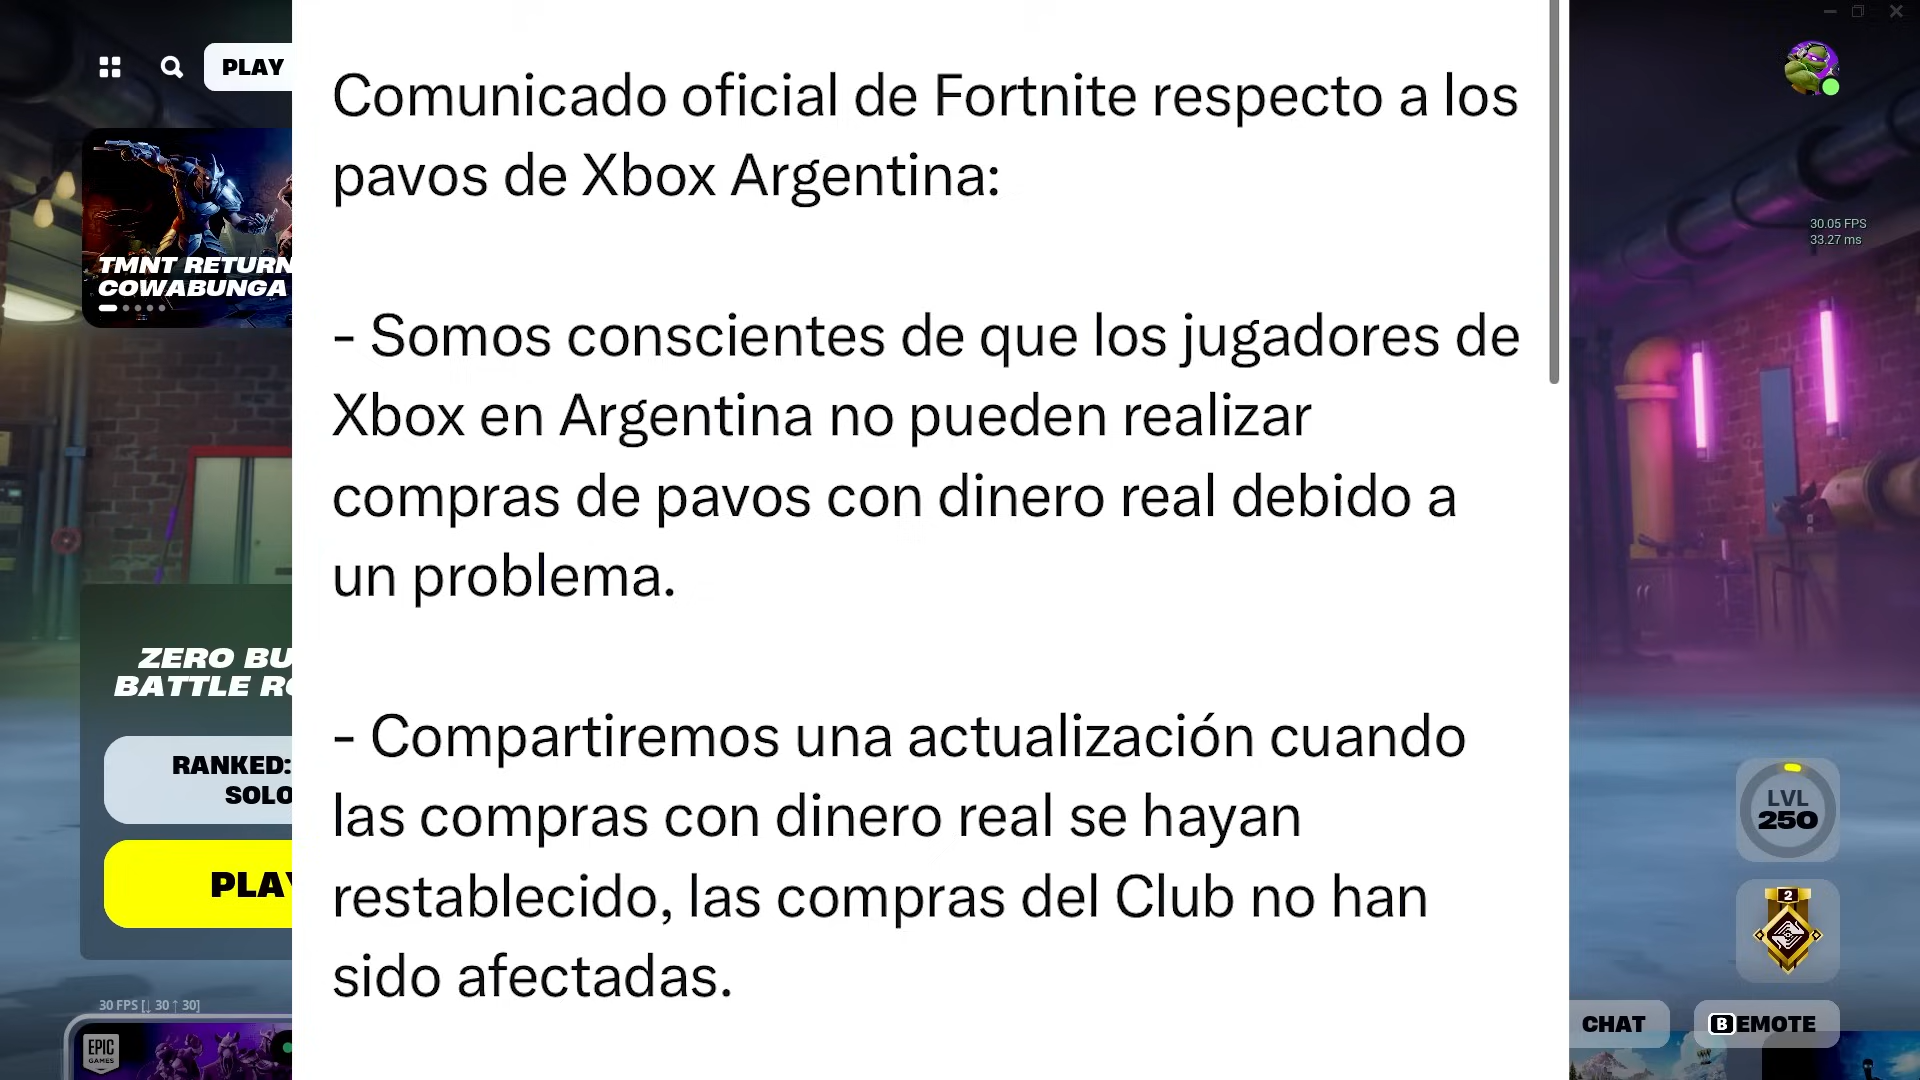 PLAY
Comunicado oficial de Fortnite respecto a los
pavos de Xbox Argentina:
30.05 FPS
33.27 ms
TMNT RETURN
COWABUNGA
- Somos conscientes de que los jugadores de
Xbox en Argentina no pueden realizar
compras de pavos con dinero real debido a
un problema.
ZERO BU
BATTLE RO
RANKED:
SOLO
PLAY
- Compartiremos una actualización cuando
las compras con dinero real se hayan
restablecido, las compras del Club no han
sido afectadas.
LVL
250
2
30 FPS [↓ 30 ↑ 30]
EPIC
GAMES
CHAT
B EMOTE